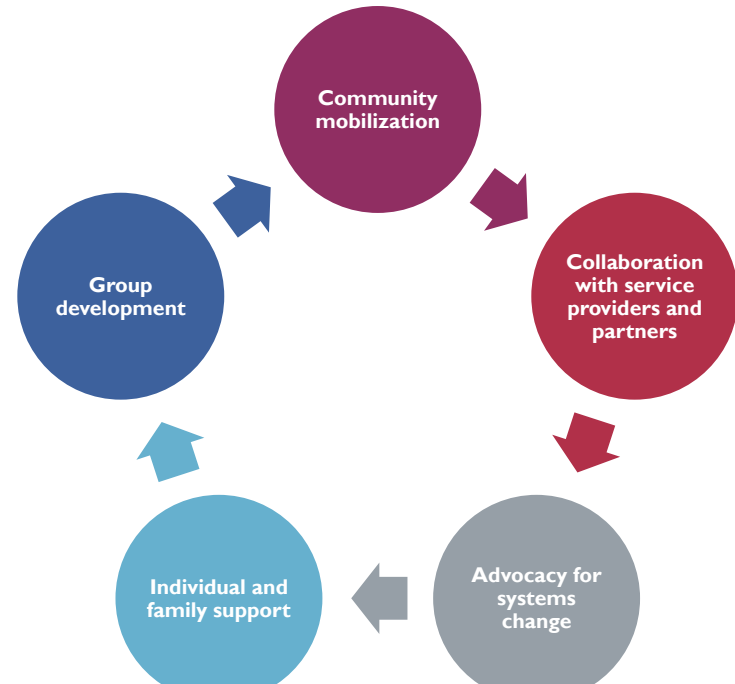 Community
mobilization
Collaboration
with service
providers and
partners
Advocacy for
systems
change
Individual and
family support
Group
development